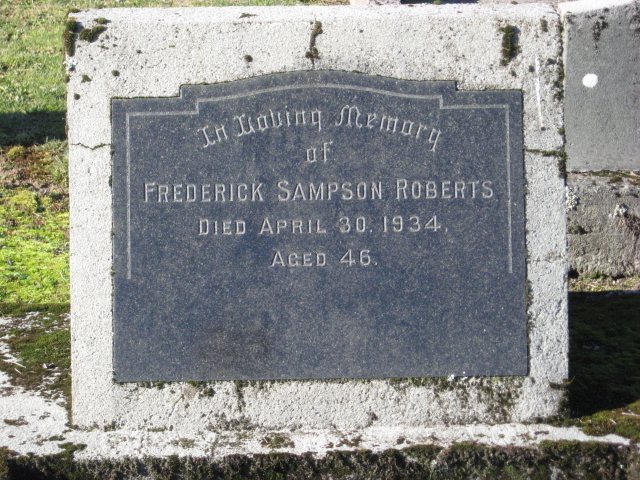 In Loving Memory
of
FREDERICK SAMPSON ROBERTS
DIED APRIL 30. 1934.
AGED 46.